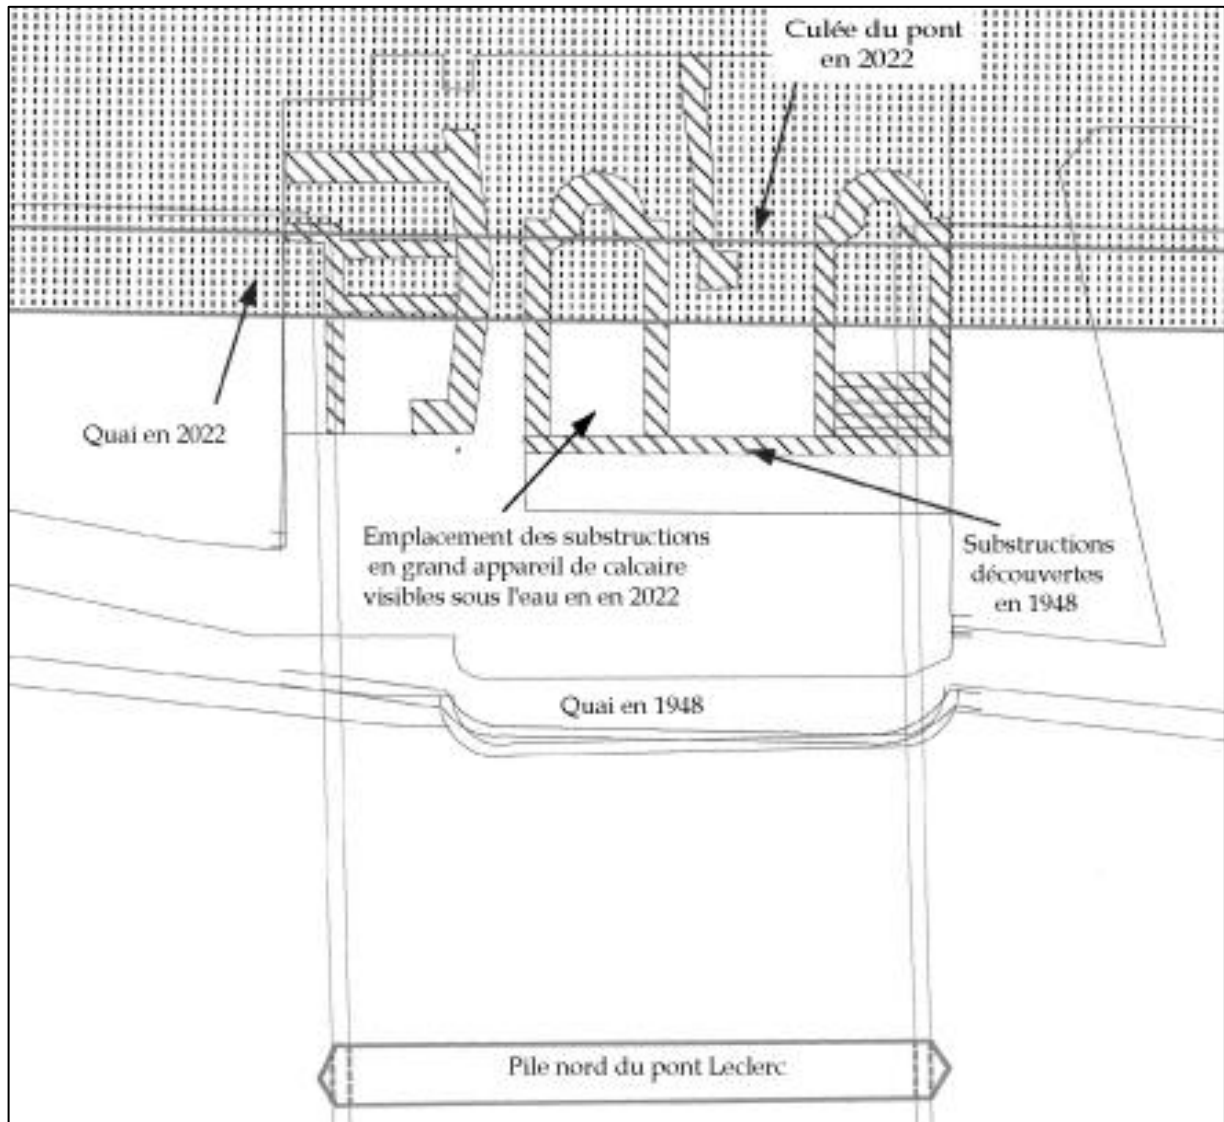 Culée du pont
en 2022
Quai en 2022
Emplacement des substructions
en grand appareil de calcaire
visibles sous l'eau en en 2022
Substructions
découvertes
en 1948
Quai en 1948
Pile nord du pont Leclerc